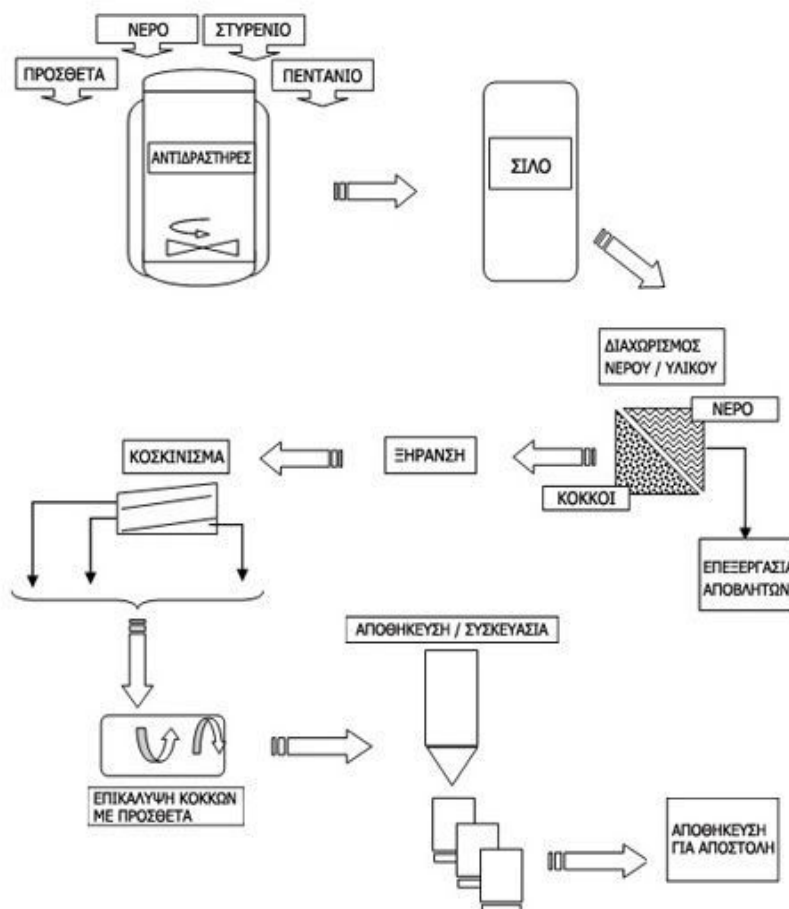 ΝΕΡΟ
ΣΤΥΡΕΝΙΟ
ΠΡΟΣΘΕΤΑ
ΠΕΝΤΑΝΙΟ
ΑΝΤΙΔΡΑΣΤΗΡΕΣ
ΣΙΛΟ
ΔΙΑΧΩΡΙΣΜΟΣ
ΝΕΡΟΥ / ΥΛΙΚΟΥ
ΝΕΡΟ
ΚΟΣΚΙΝΙΣΜΑ
ΞΗΡΑΝΣΗ
ΚΟΚΚΟΙ
ΕΠΕΞΕΡΓΑΣΙΑ
ΑΠΟΒΛΗΤΩΝ
ΑΠΟΘΗΚΕΥΣΗ / ΣΥΣΚΕΥΑΣΙΑ
ΕΠΙΚΑΛΥΨΗ ΚΟΚΚΩΝ
ΜΕ ΠΡΟΣΘΕΤΑ
ΑΠΟΘΗΚΕΥΣΗ
ΓΙΑ ΑΠΟΣΤΟΛΗ